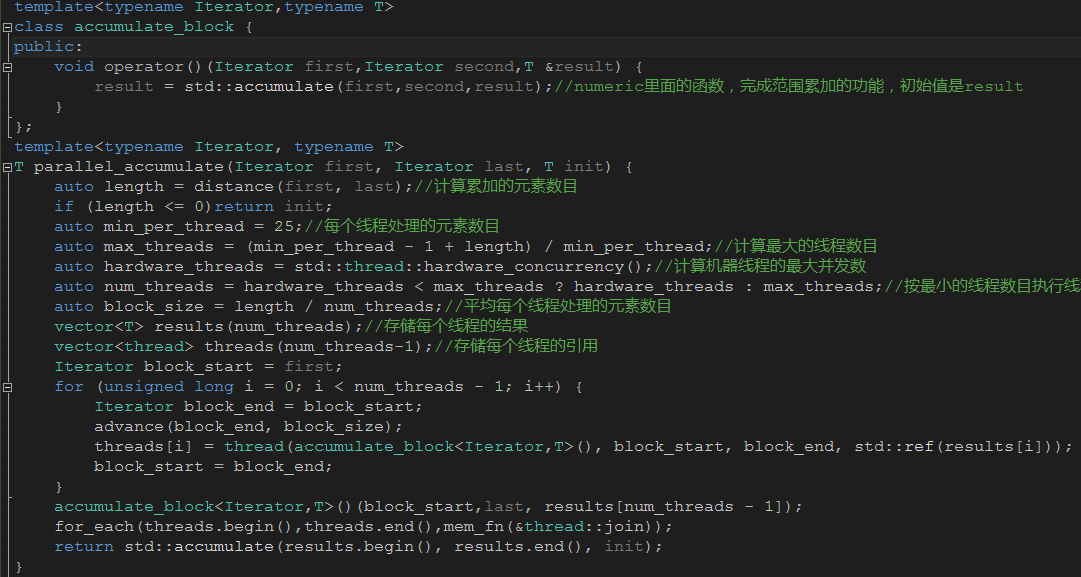 template<typename Iterator,typename T>
class accumulate_block {
public:
    void operator()(Iterator first,Iterator second,T &result) {
        result = std::accumulate(first,second,result);//numeric里面的函数，完成范围累加的功能，初始值是result
    }
};
template<typename Iterator, typename T>
T parallel_accumulate(Iterator first, Iterator last, T init) {
    auto length = distance(first, last);//计算累加的元素数目
    if (length <= 0)return init;
    auto min_per_thread = 25;//每个线程处理的元素数目
    auto max_threads = (min_per_thread - 1 + length) / min_per_thread;//计算最大的线程数目
    auto hardware_threads = std::thread::hardware_concurrency();//计算机器线程的最大并发数
    auto num_threads = hardware_threads < max_threads ? hardware_threads : max_threads;//按最小的线程数目执行线
    auto block_size = length / num_threads;//平均每个线程处理的元素数目
    vector<T> results(num_threads);//存储每个线程的结果
    vector<thread> threads(num_threads-1);//存储每个线程的引用
    Iterator block_start = first;
    for (unsigned long i = 0; i < num_threads - 1; i++) {
        Iterator block_end = block_start;
        advance(block_end, block_size);
        threads[i] = thread(accumulate_block<Iterator,T>(), block_start, block_end, std::ref(results[i]));
        block_start = block_end;
    }
    accumulate_block<Iterator,T>()(block_start,last, results[num_threads - 1]);
    for_each(threads.begin(),threads.end(),mem_fn(&thread::join));
    return std::accumulate(results.begin(), results.end(), init);
}